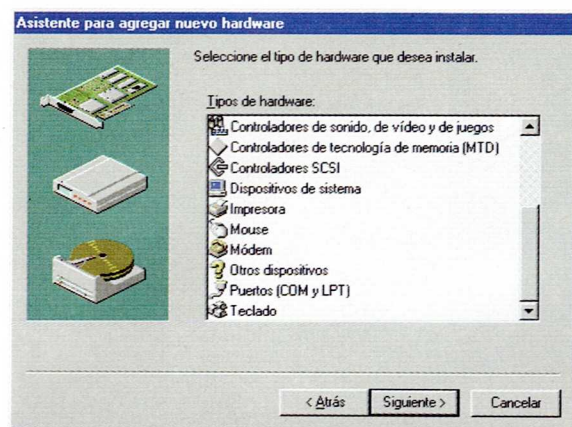 Asistente para agregar nuevo hardware
Seleccione el tipo de hardware que desea instalar.
Tipos de hardware:
Controladores de sonido, de vídeo y de juegos
Controladores de tecnología de memoria (MTD)
Controladores SCSI
Dispositivos de sistema
Impresora
Mouse
Módem
Otros dispositivos
Puertos (COM y LPT)
Teclado
< Atrás
Siguiente >
Cancelar